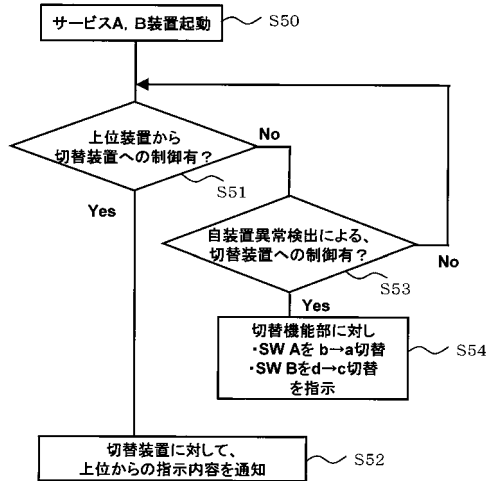 サービスA, B装置起動
S50
上位装置から
切替装置への制御有？
No
S51
Yes
自装置異常検出による、
切替装置への制御有？
No
S53
Yes
切替機能部に対し
・SW Aを b→a切替
・SW Bをd→c切替
を指示
S54
切替装置に対して、
上位からの指示内容を通知
S52